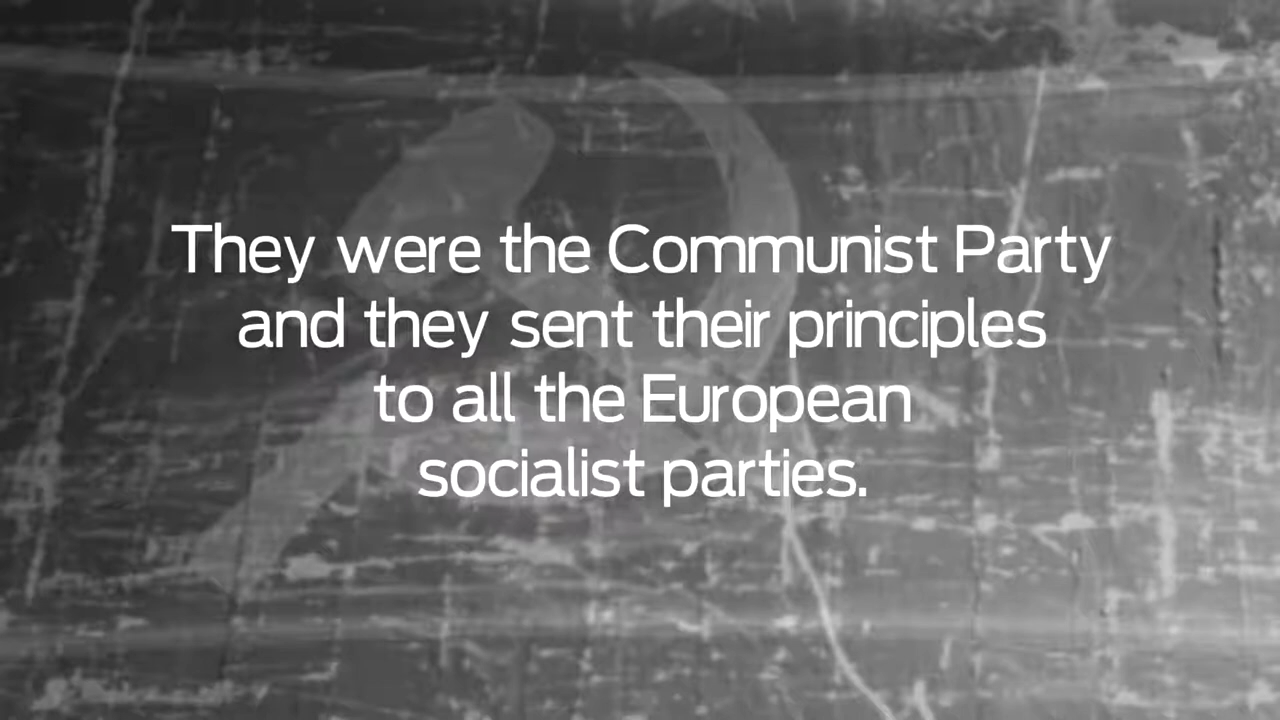 They were the Communist Party
and they sent their principles
to all the European
socialist parties.